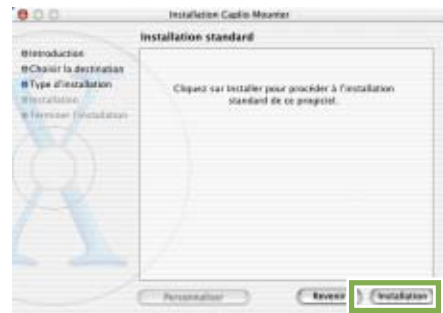 Installation Caplio Mounter
Installation standard
Introduction
Choisir la destination
Type d'installation
Installation
Terminer l'installation
Cliquez sur Installer pour procéder à l'installation
standard de ce progiciel.
Personnaliser
Revenir
Installation